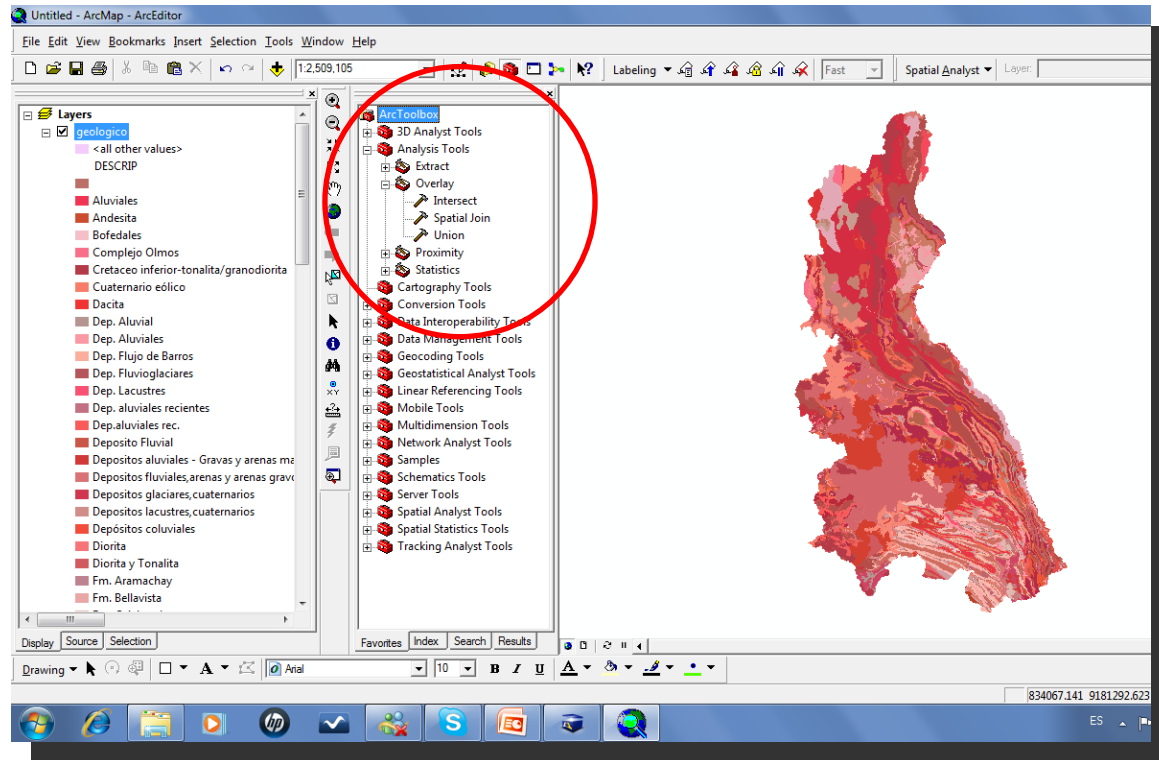 Untitled - ArcMap - ArcEditor
File Edit View Bookmarks Insert Selection Tools Window Help
1:2,509,105
Labeling
Fast
Spatial Analyst
Layer:
Layers
geologico
<all other values>
DESCRIP
Aluviales
Andesita
Bofedales
Complejo Olmos
Cretaceo inferior-tonalita/granodiorita
Cuaternario eólico
Dacita
Dep. Aluvial
Dep. Aluviales
Dep. Flujo de Barros
Dep. Fluvioglaciares
Dep. Lacustres
Dep. aluviales recientes
Dep.aluviales rec.
Deposito Fluvial
Depositos aluviales - Gravas y arenas ma
Depositos fluviales,arenas y arenas grav
Depositos glaciares,cuaternarios
Depositos lacustres,cuaternarios
Depósitos coluviales
Diorita
Diorita y Tonalita
Fm. Aramachay
Fm. Bellavista
Display Source Selection
XY
ArcToolbox
3D Analyst Tools
Analysis Tools
Extract
Overlay
Intersect
Spatial Join
Union
Proximity
Statistics
Cartography Tools
Conversion Tools
Data Interoperability Tools
Data Management Tools
Geocoding Tools
Geostatistical Analyst Tools
Linear Referencing Tools
Mobile Tools
Multidimension Tools
Network Analyst Tools
Samples
Schematics Tools
Server Tools
Spatial Analyst Tools
Spatial Statistics Tools
Tracking Analyst Tools
Favorites Index Search Results
Drawing A Arial 10 B I U A
834067.141 9181292.623
hp S ES